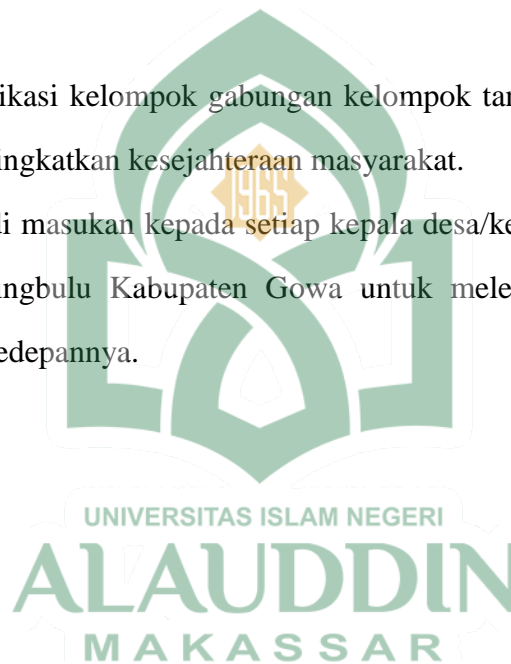 ikasi kelompok gabungan kelompok tan
ingkatkan kesejahteraan masyarakat.
1965
di masukan kepada setiap kepala desa/ke
ngbulu Kabupaten Gowa untuk mele
edepannya.
UNIVERSITAS ISLAM NEGERI
ALAUDDIN
MAKASSAR